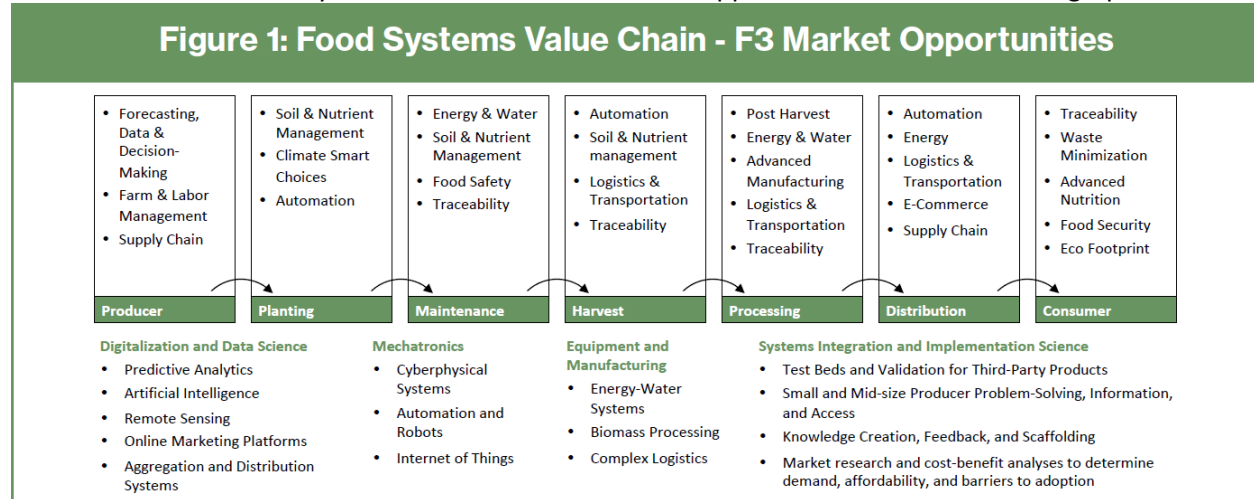 Figure 1: Food Systems Value Chain - F3 Market Opportunities
• Forecasting,
Data &
Decision-
Making
• Farm & Labor
Management
• Supply Chain
Producer
• Soil & Nutrient
Management
• Climate Smart
Choices
• Automation
Planting
• Energy & Water
• Soil & Nutrient
Management
• Food Safety
• Traceability
Maintenance
• Automation
• Soil & Nutrient
management
• Logistics &
Transportation
• Traceability
Harvest
• Post Harvest
• Energy & Water
• Advanced
Manufacturing
• Logistics &
Transportation
• Traceability
Processing
• Automation
• Energy
• Logistics &
Transportation
• E-Commerce
• Supply Chain
Distribution
• Traceability
• Waste
Minimization
• Advanced
Nutrition
• Food Security
• Eco Footprint
Consumer
Digitalization and Data Science
• Predictive Analytics
• Artificial Intelligence
• Remote Sensing
• Online Marketing Platforms
• Aggregation and Distribution
Systems
Mechatronics
• Cyberphysical
Systems
• Automation and
Robots
• Internet of Things
Equipment and
Manufacturing
• Energy-Water
Systems
• Biomass Processing
• Complex Logistics
Systems Integration and Implementation Science
• Test Beds and Validation for Third-Party Products
• Small and Mid-size Producer Problem-Solving, Information,
and Access
• Knowledge Creation, Feedback, and Scaffolding
• Market research and cost-benefit analyses to determine
demand, affordability, and barriers to adoption